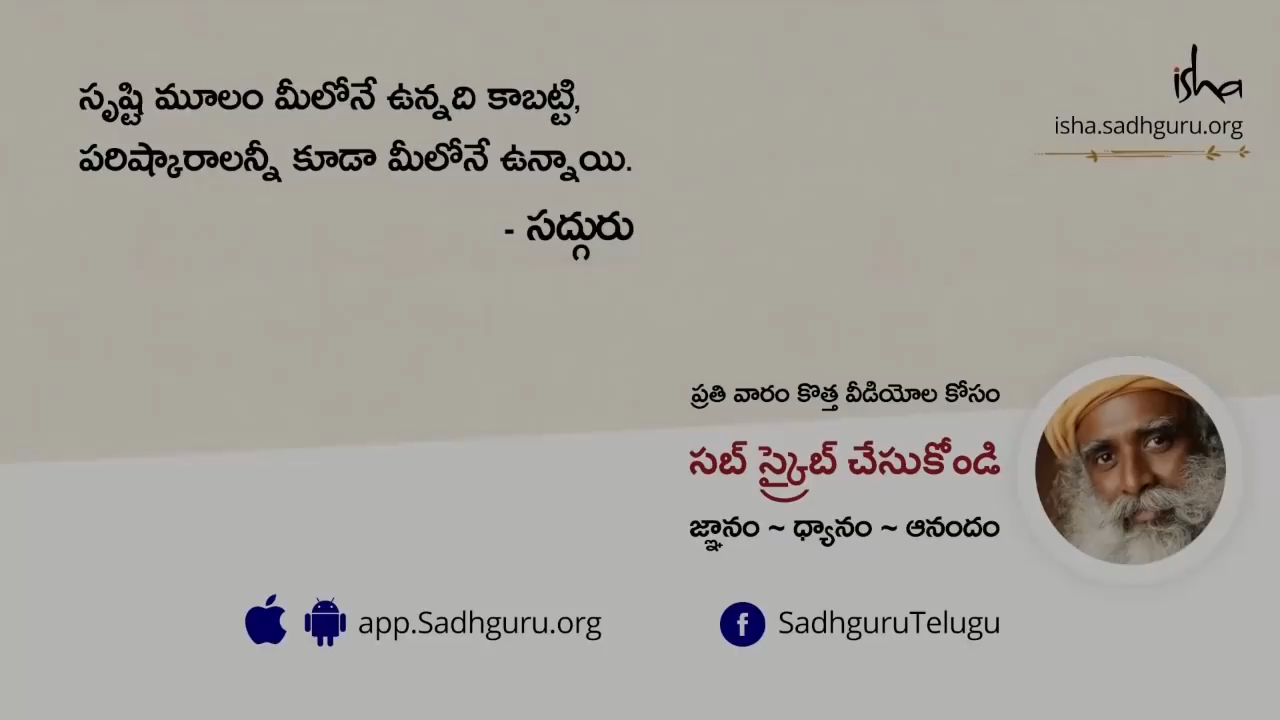 సృష్టి మూలం మీలోనే ఉన్నది కాబట్టి,
పరిష్కారాలన్నీ కూడా మీలోనే ఉన్నాయి.
- సద్గురు
isha
isha.sadhguru.org
ప్రతి వారం కొత్త వీడియోల కోసం
సబ్ స్క్రైబ్ చేసుకోండి
జ్ఞానం ~ ధ్యానం ~ ఆనందం
app.Sadhguru.org
f SadhguruTelugu